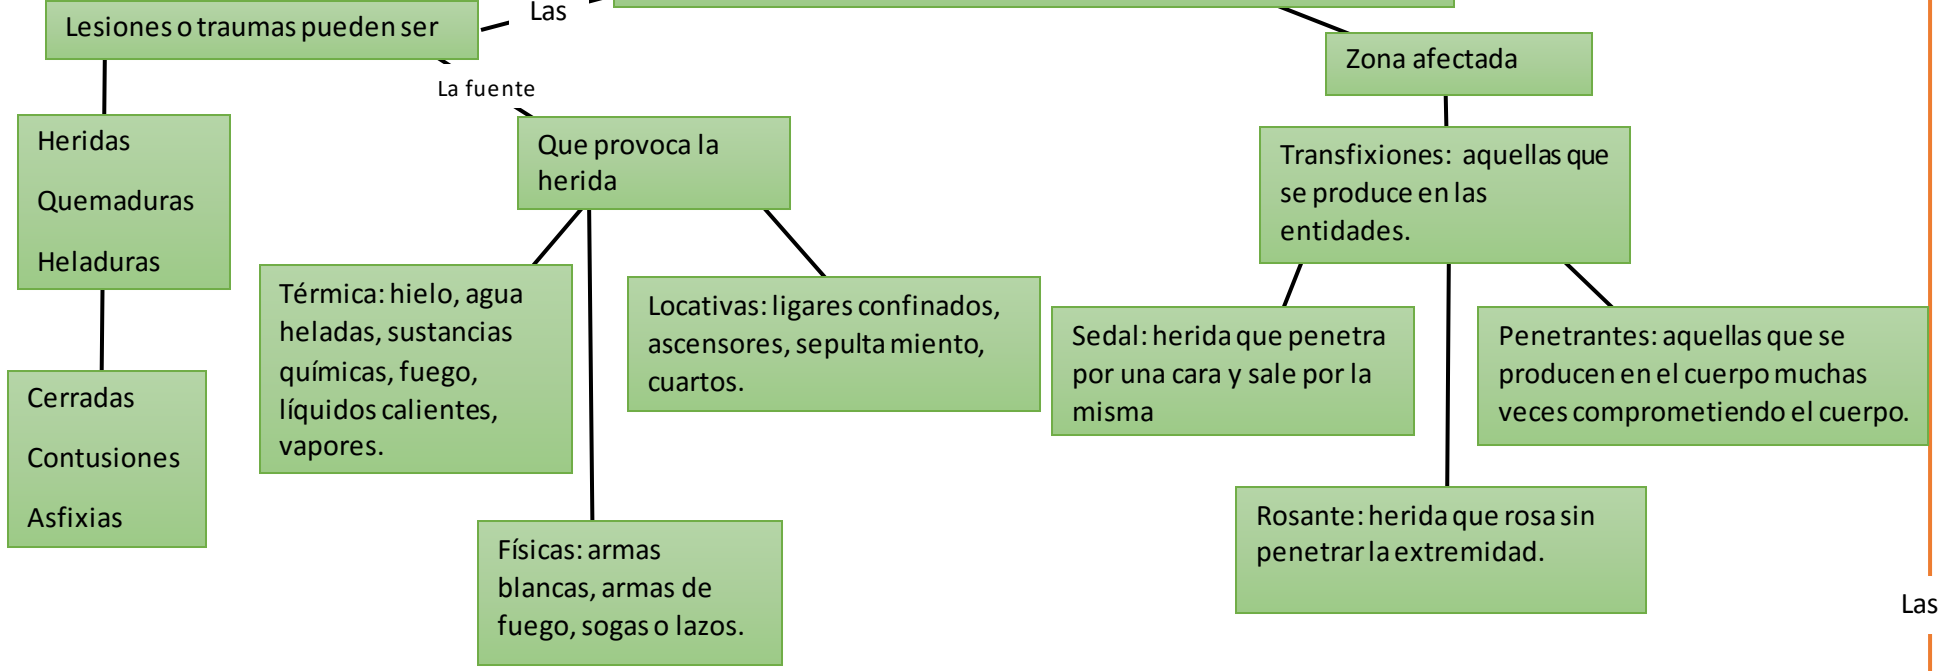 Las
Lesiones o traumas pueden ser
La fuente
Heridas
Quemaduras
Heladuras
Cerradas
Contusiones
Asfixias
Que provoca la
herida
Térmica: hielo, agua
heladas, sustancias
químicas, fuego,
líquidos calientes,
vapores.
Locativas: ligares confinados,
ascensores, sepulta miento,
cuartos.
Físicas: armas
blancas, armas de
fuego, sogas o lazos.
Zona afectada
Transfixiones: aquellas que
se produce en las
entidades.
Sedal: herida que penetra
por una cara y sale por la
misma
Penetrantes: aquellas que se
producen en el cuerpo muchas
veces comprometiendo el cuerpo.
Rosante: herida que rosa sin
penetrar la extremidad.
Las